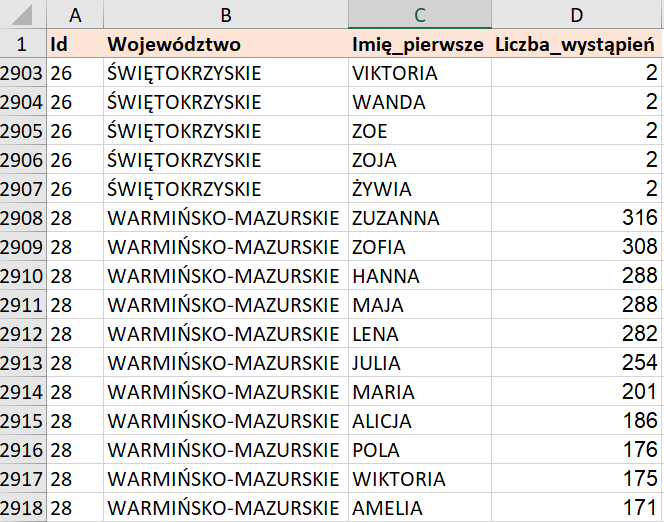 A B C D
1 Id Województwo Imię_pierwsze Liczba_wystąpień
2903 26 ŚWIĘTOKRZYSKIE VIKTORIA 2
2904 26 ŚWIĘTOKRZYSKIE WANDA 2
2905 26 ŚWIĘTOKRZYSKIE ZOE 2
2906 26 ŚWIĘTOKRZYSKIE ZOJA 2
2907 26 ŚWIĘTOKRZYSKIE ŻYWIA 2
2908 28 WARMIŃSKO-MAZURSKIE ZUZANNA 316
2909 28 WARMIŃSKO-MAZURSKIE ZOFIA 308
2910 28 WARMIŃSKO-MAZURSKIE HANNA 288
2911 28 WARMIŃSKO-MAZURSKIE MAJA 288
2912 28 WARMIŃSKO-MAZURSKIE LENA 282
2913 28 WARMIŃSKO-MAZURSKIE JULIA 254
2914 28 WARMIŃSKO-MAZURSKIE MARIA 201
2915 28 WARMIŃSKO-MAZURSKIE ALICJA 186
2916 28 WARMIŃSKO-MAZURSKIE POLA 176
2917 28 WARMIŃSKO-MAZURSKIE WIKTORIA 175
2918 28 WARMIŃSKO-MAZURSKIE AMELIA 171